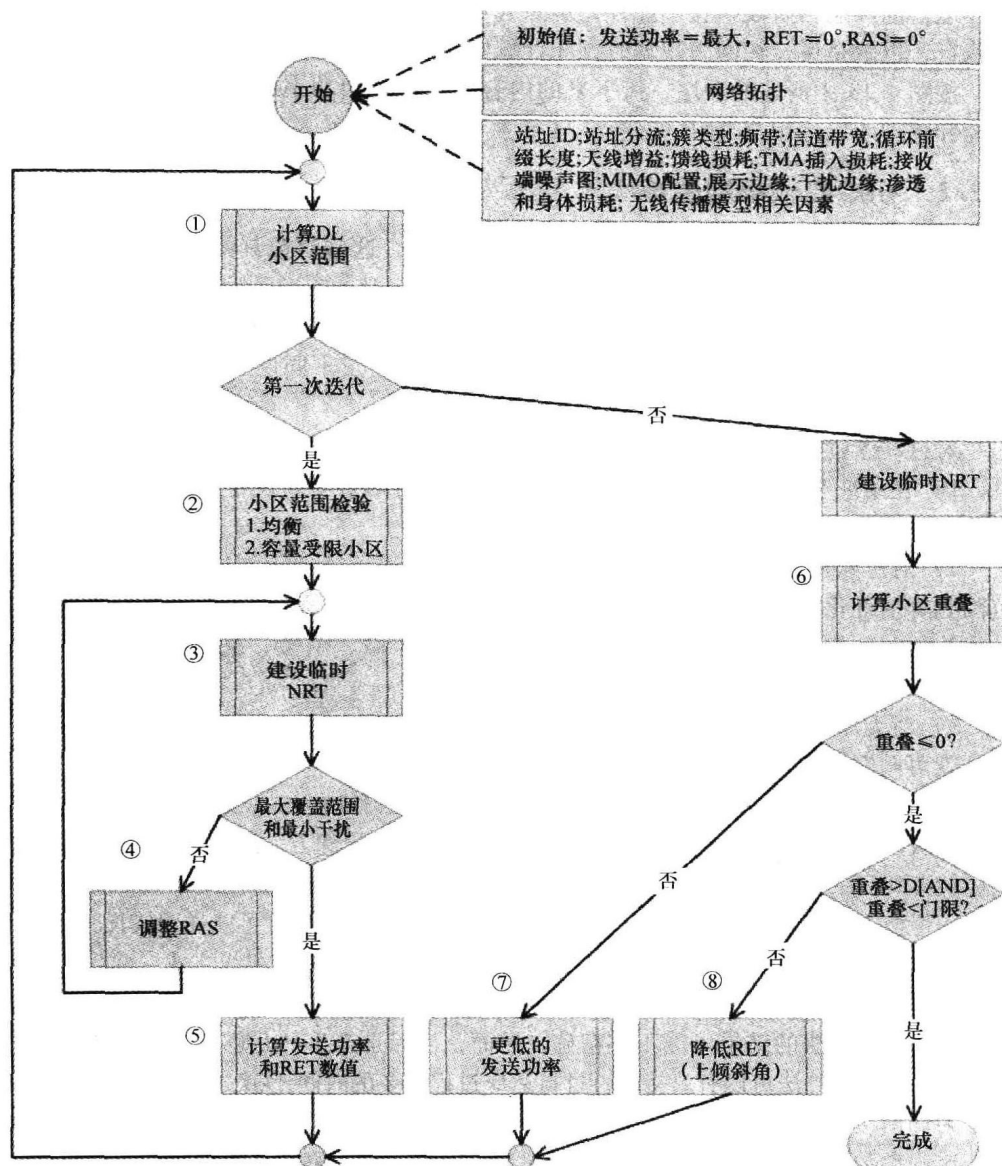 初始值：发送功率＝最大，RET＝0°,RAS＝0°
开始
网络拓扑
站址ID;站址分流;簇类型;频带;信道带宽;循环前
缀长度;天线增益;馈线损耗;TMA插入损耗;接收
端噪声图;MIMO配置;展示边缘;干扰边缘;渗透
和身体损耗; 无线传播模型相关因素
①
计算DL
小区范围
第一次迭代
否
是
建设临时NRT
②
小区范围检验
1.均衡
2.容量受限小区
⑥
计算小区重叠
③
建设临时
NRT
重叠≤0?
最大覆盖范围
和最小干扰
是
④
否
否
重叠>D[AND]
重叠<门限?
调整RAS
是
否
⑦
⑧
是
⑤
计算发送功率
和RET数值
更低的
发送功率
降低RET
（上倾斜角）
完成